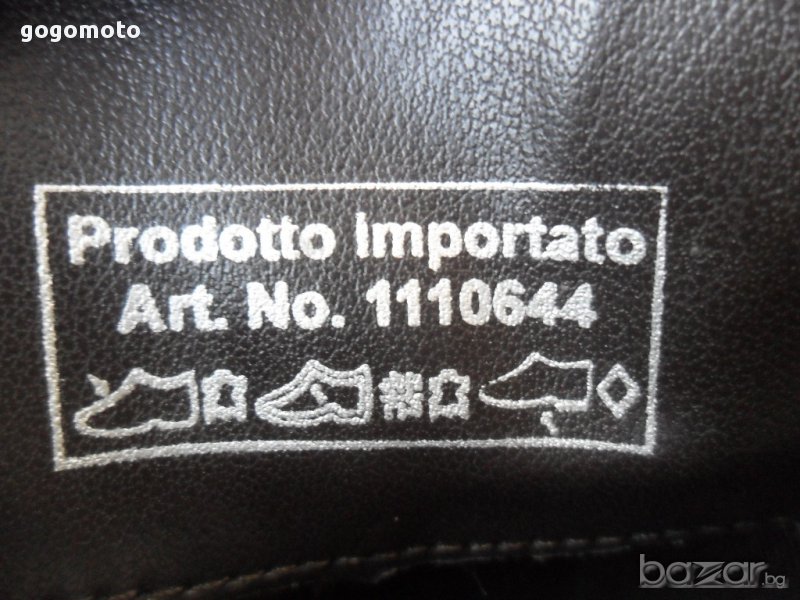 gogomoto
Prodotto Importato
Art. No. 1110644
bazar.bg